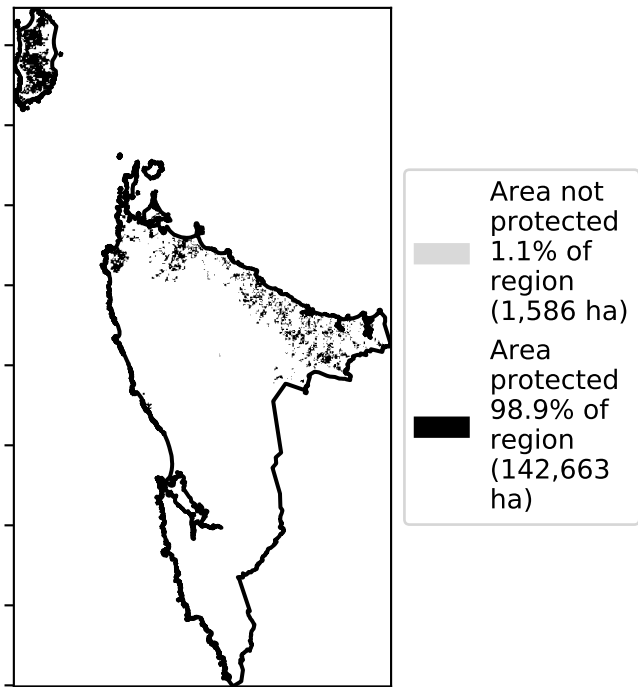 Area not
protected
1.1% of
region
(1,586 ha)
Area
protected
98.9% of
region
(142,663
ha)